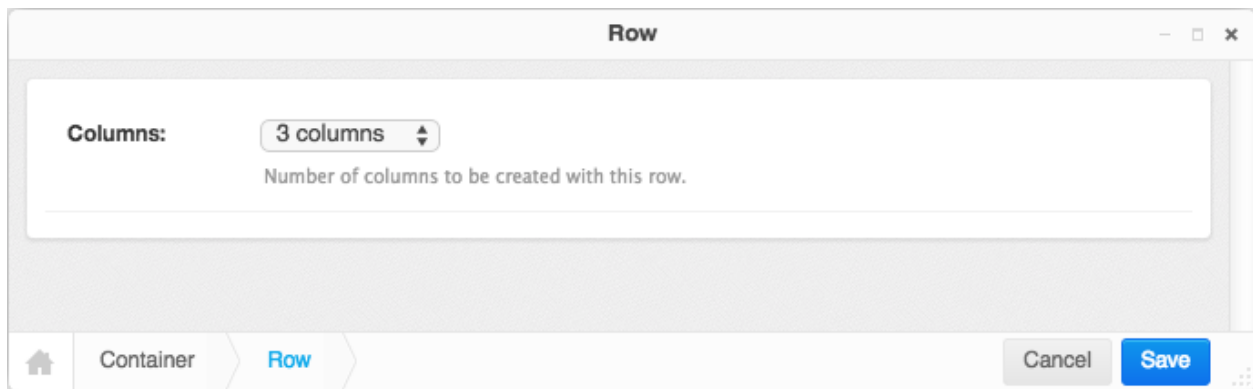 Row
Columns: 3 columns
Number of columns to be created with this row.
Container Row Cancel Save